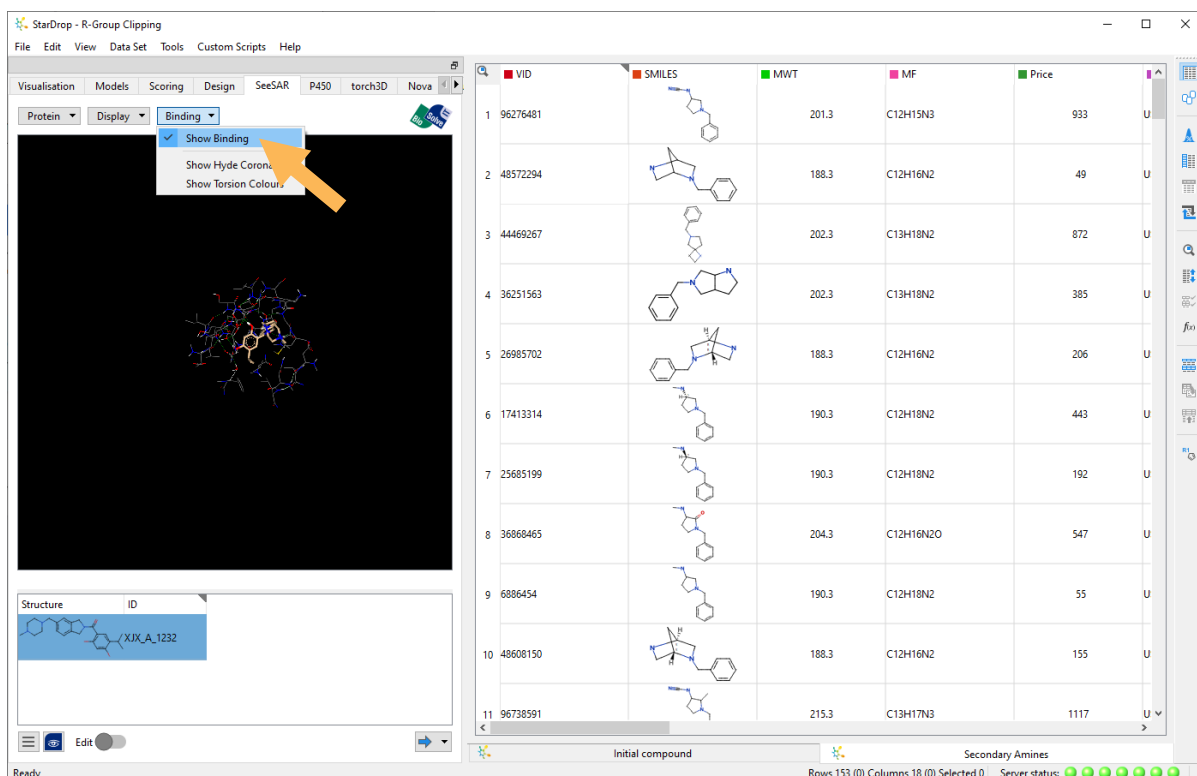 StarDrop - R-Group Clipping
File Edit View Data Set Tools Custom Scripts Help
Visualisation Models Scoring Design SeeSAR P450 torch3D Nova
Protein Display Binding
Bio Solve
Show Binding
Show Hyde Corona
Show Torsion Colours
Structure ID
XJX_A_1232
Edit
VID SMILES MWT MF Price
1 96276481 201.3 C12H15N3 933 U
2 48572294 188.3 C12H16N2 49 U
3 44469267 202.3 C13H18N2 872 U
4 36251563 202.3 C13H18N2 385 U
5 26985702 188.3 C12H16N2 206 U
6 17413314 190.3 C12H18N2 443 U
7 25685199 190.3 C12H18N2 192 U
8 36868465 204.3 C12H16N2O 547 U
9 6886454 190.3 C12H18N2 55 U
10 48608150 188.3 C12H16N2 155 U
11 96738591 215.3 C13H17N3 1117 U
f(x)
R1
Initial compound Secondary Amines
Ready
Rows 153 (0) Columns 18 (0) Selected 0 Server status: